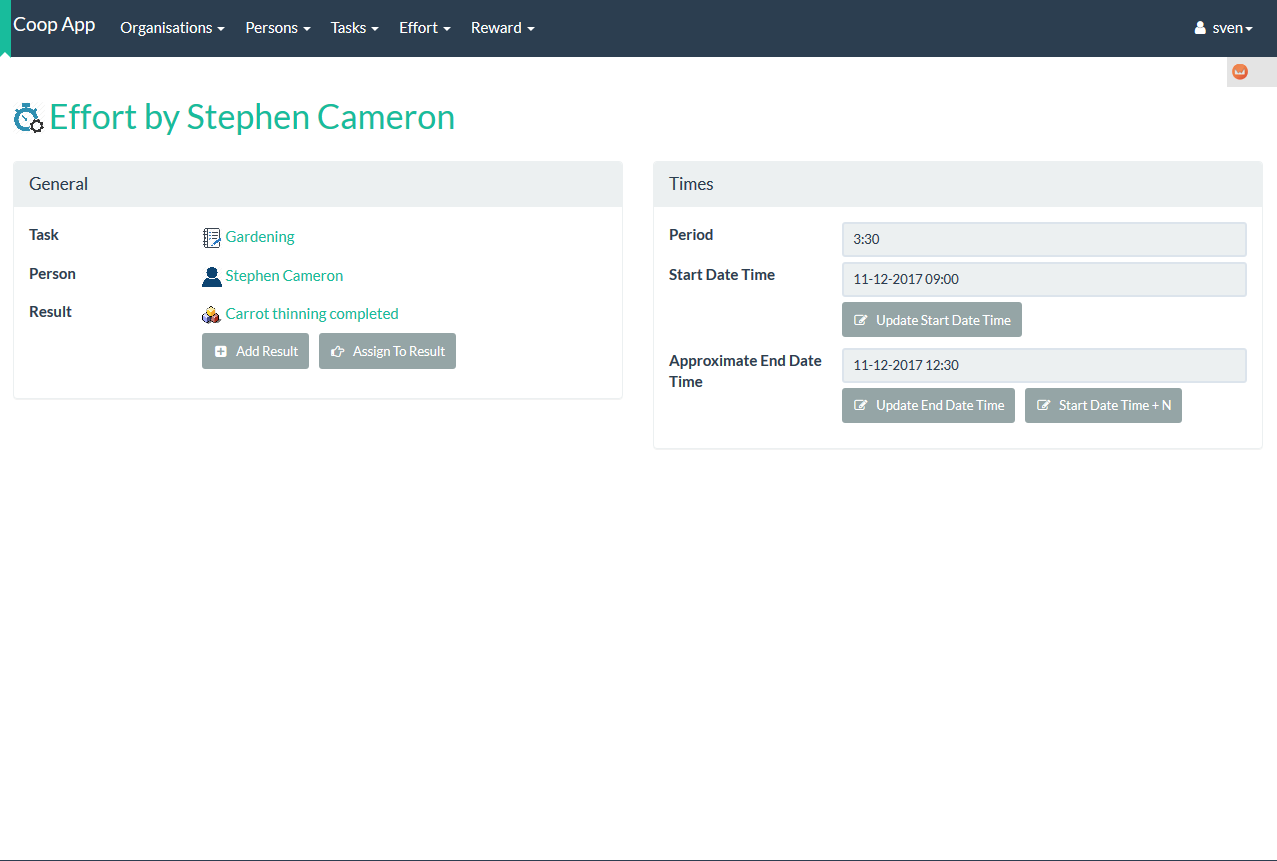 Coop App Organisations Persons Tasks Effort Reward sven
Effort by Stephen Cameron
General
Task Gardening
Person Stephen Cameron
Result Carrot thinning completed
Add Result Assign To Result
Times
Period 3:30
Start Date Time 11-12-2017 09:00
Update Start Date Time
Approximate End Date 11-12-2017 12:30
Time
Update End Date Time Start Date Time + N